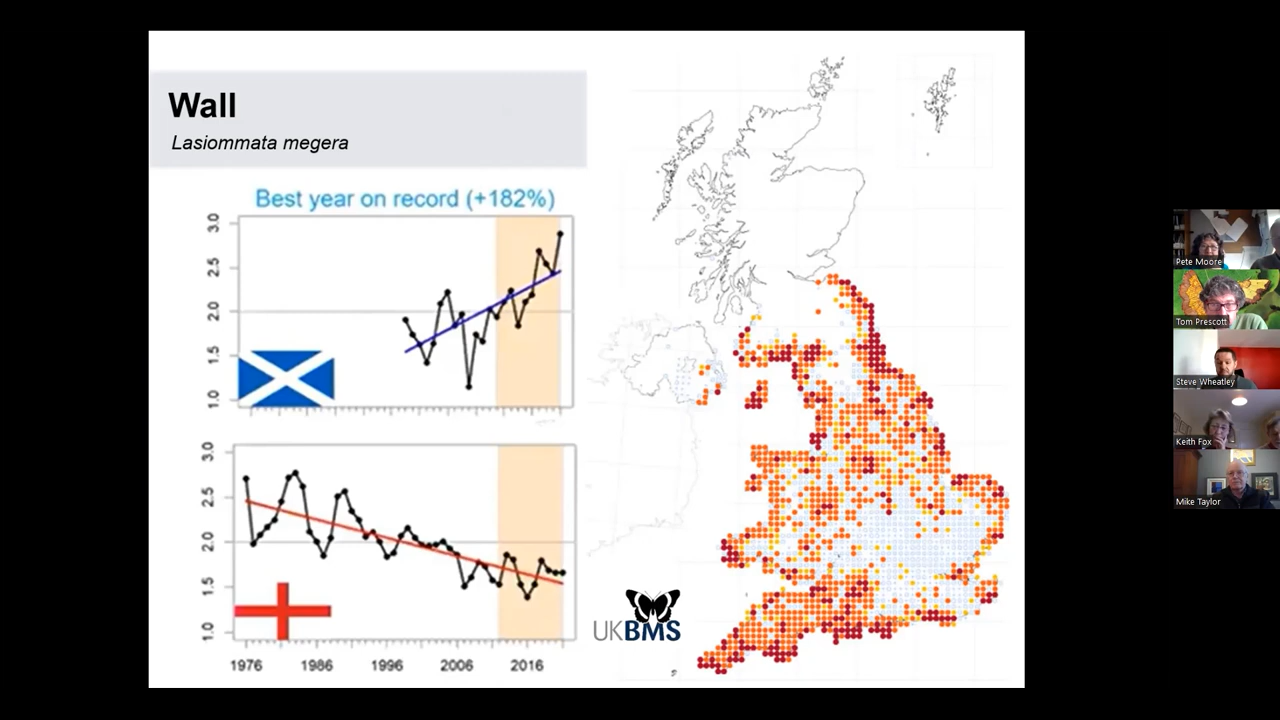 Wall
Lasiommata megera
Best year on record (+182%)
3.0
2.5
2.0
1.5
1.0
3.0
2.5
2.0
1.5
1.0
1976
1986
1996
2006
2016
UKBMS
Pete Moore
Tom Prescott
Steve Wheatley
Keith Fox
Mike Taylor